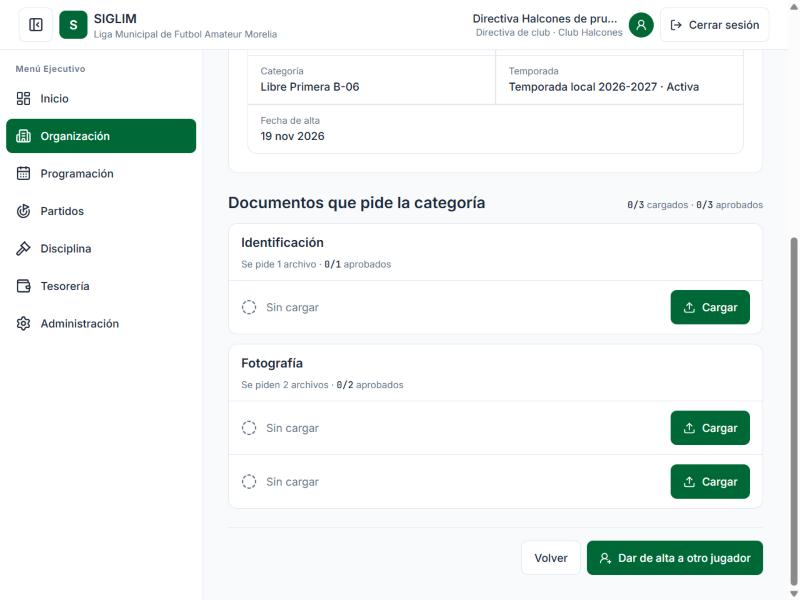 SIGLIM
Liga Municipal de Futbol Amateur Morelia
S
Directiva Halcones de pru...
Directiva de club · Club Halcones
Cerrar sesión
Menú Ejecutivo
Inicio
Organización
Programación
Partidos
Disciplina
Tesorería
Administración
Categoría
Libre Primera B-06
Temporada
Temporada local 2026-2027 · Activa
Fecha de alta
19 nov 2026
Documentos que pide la categoría
0/3 cargados · 0/3 aprobados
Identificación
Se pide 1 archivo · 0/1 aprobados
Sin cargar
Cargar
Fotografía
Se piden 2 archivos · 0/2 aprobados
Sin cargar
Cargar
Sin cargar
Cargar
Volver
Dar de alta a otro jugador